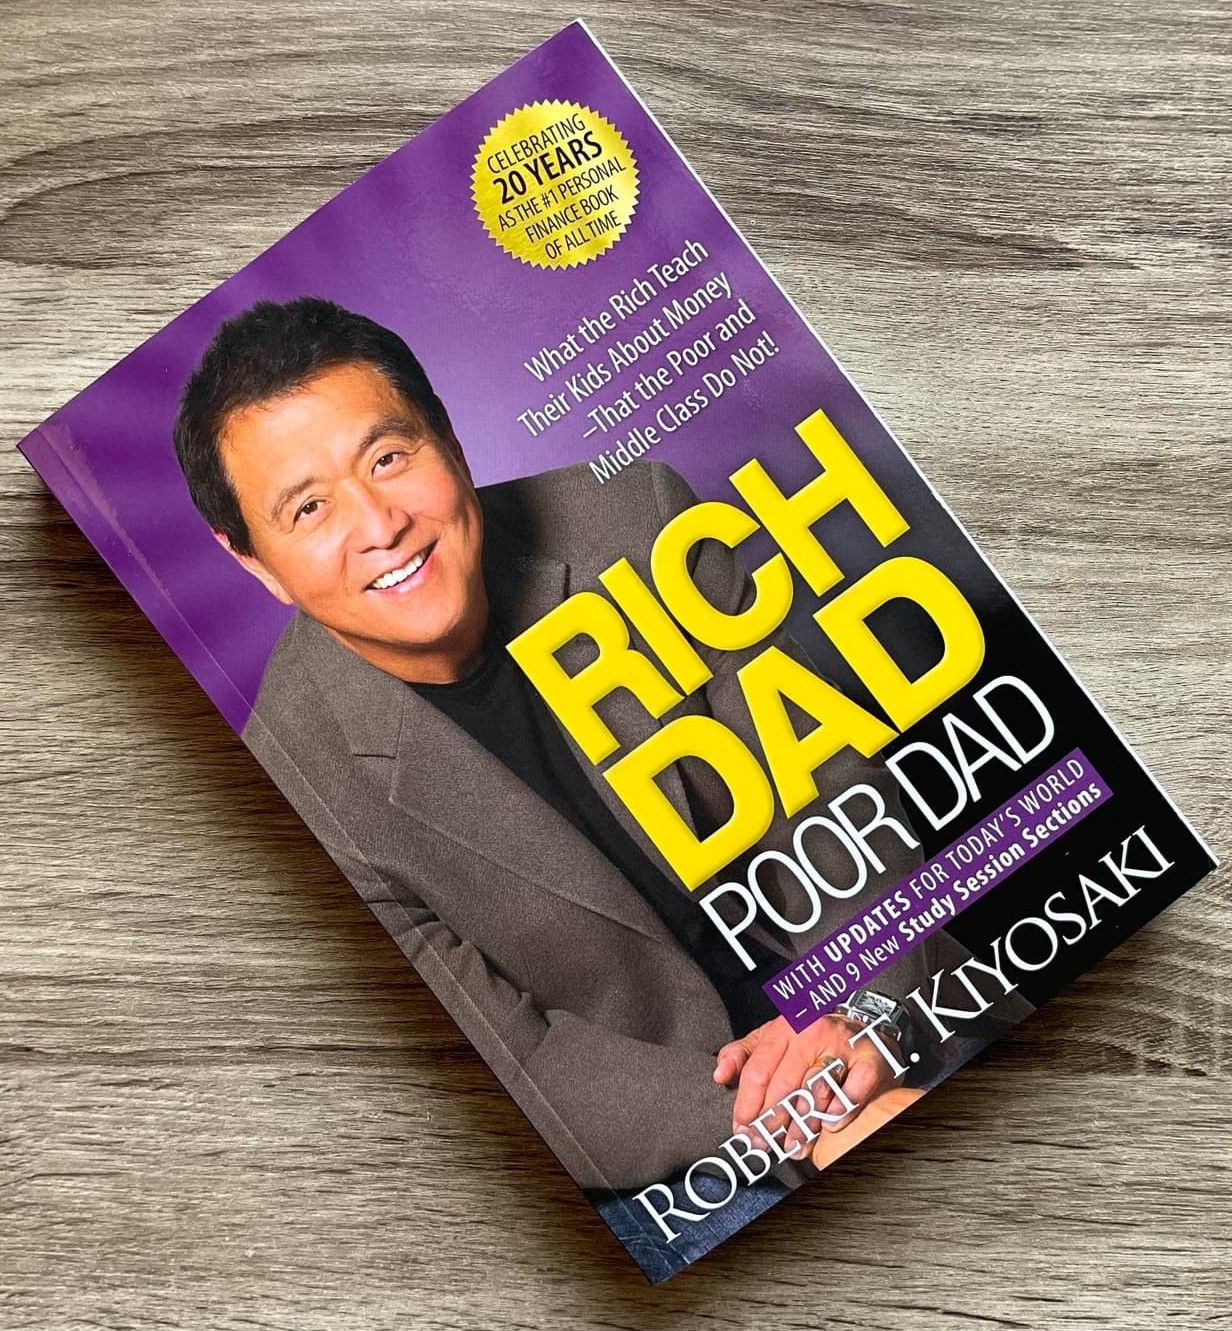 CELEBRATING
20 YEARS
AS THE #1 PERSONAL
FINANCE BOOK
OF ALL TIME
What the Rich Teach
Their Kids About Money
–That the Poor and
Middle Class Do Not!
RICH
DAD
POOR DAD
WITH UPDATES FOR TODAY'S WORLD
– AND 9 New Study Session Sections
ROBERT T. KIYOSAKI